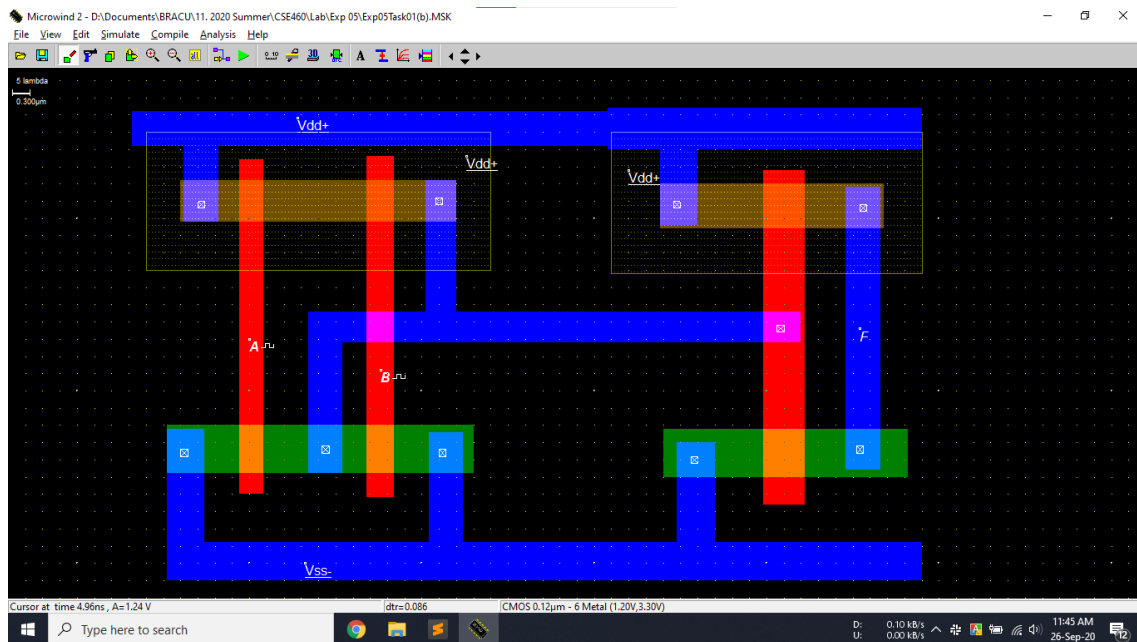 Microwind 2 - D:\Documents\BRACU\11. 2020 Summer\CSE460\Lab\Exp 05\Exp05Task01(b).MSK
File View Edit Simulate Compile Analysis Help
5 lambda
0.300µm
Vdd+
Vdd+
Vdd+
A
F
B
Vss-
Cursor at time 4.96ns , A=1.24 V
dtr=0.086
CMOS 0.12µm - 6 Metal (1.20V,3.30V)
Type here to search
D: 0.10 kB/s
U: 0.00 kB/s
11:45 AM
26-Sep-20
12